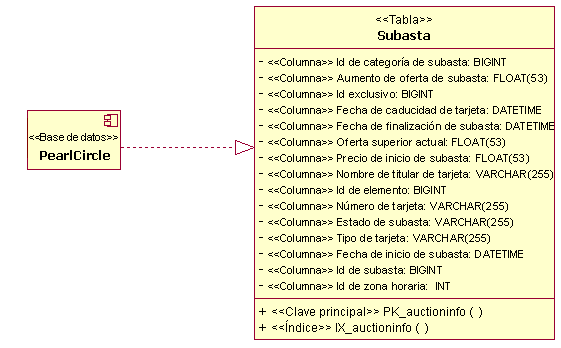 <<Tabla>>
Subasta
- <<Columna>> Id de categoría de subasta: BIGINT
- <<Columna>> Aumento de oferta de subasta: FLOAT(53)
- <<Columna>> Id exclusivo: BIGINT
- <<Columna>> Fecha de caducidad de tarjeta: DATETIME
- <<Columna>> Fecha de finalización de subasta: DATETIME
- <<Columna>> Oferta superior actual: FLOAT(53)
- <<Columna>> Precio de inicio de subasta: FLOAT(53)
- <<Columna>> Nombre de titular de tarjeta: VARCHAR(255)
- <<Columna>> Id de elemento: BIGINT
- <<Columna>> Número de tarjeta: VARCHAR(255)
- <<Columna>> Estado de subasta: VARCHAR(255)
- <<Columna>> Tipo de tarjeta: VARCHAR(255)
- <<Columna>> Fecha de inicio de subasta: DATETIME
- <<Columna>> Id de subasta: BIGINT
- <<Columna>> Id de zona horaria: INT
+ <<Clave principal>> PK_auctioninfo ( )
+ <<Índice>> IX_auctioninfo ( )
<<Base de datos>>
PearlCircle